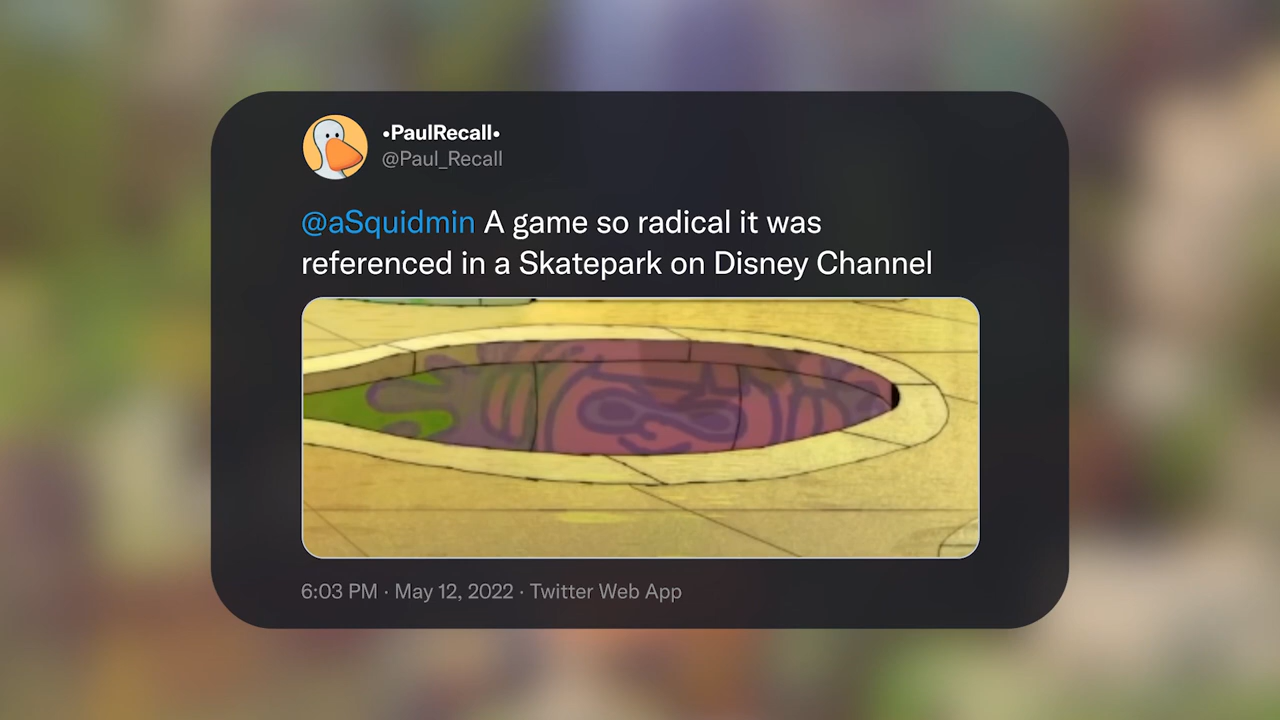 •PaulRecall•
@Paul_Recall
@aSquidmin A game so radical it was
referenced in a Skatepark on Disney Channel
6:03 PM · May 12, 2022 · Twitter Web App